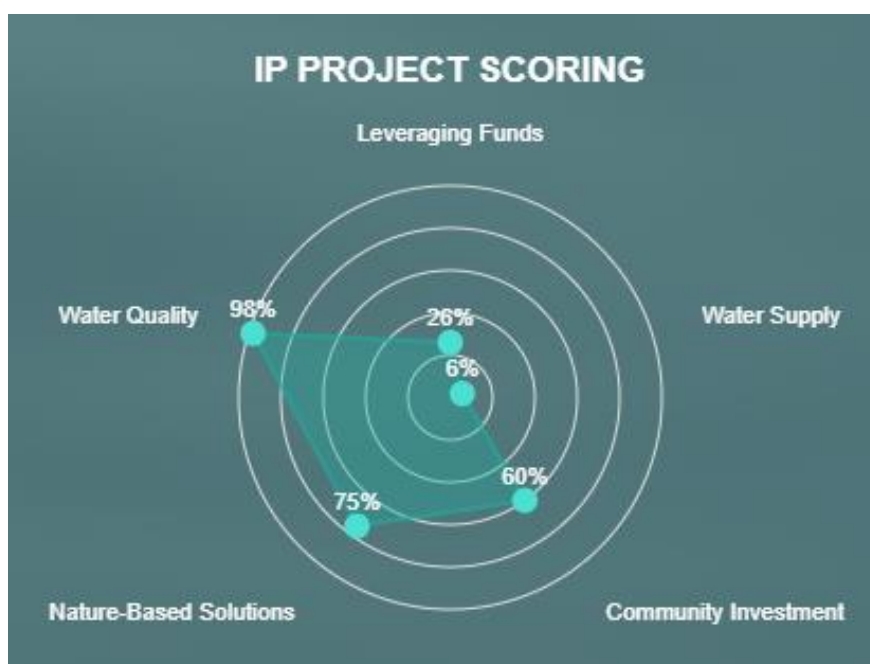 IP PROJECT SCORING
Leveraging Funds
Water Quality
98%
26%
Water Supply
6%
60%
75%
Nature-Based Solutions
Community Investment